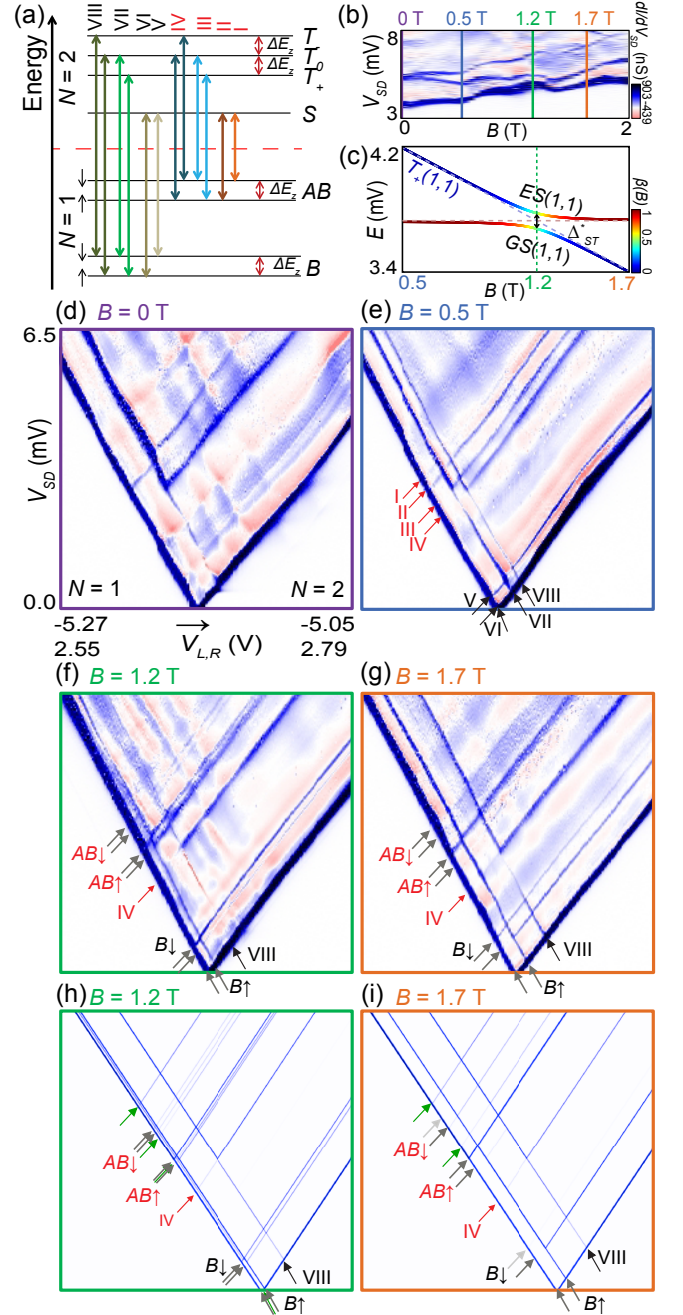 (a)
VIII
VII
VI
V
IV
III
II
I
Energy
N = 2
N = 1
T_
T0
T+
S
AB
B
ΔEz
ΔEz
ΔEz
ΔEz
(b)
0 T
0.5 T
1.2 T
1.7 T
8
3
VSD (mV)
0
B (T)
2
dI/dVSD (nS)
903
-439
(c)
4.2
3.4
E (mV)
T+(1,1)
ES(1,1)
GS(1,1)
Δ*ST
0.5
1.2
1.7
B (T)
β(B)
1
0.5
0
(d) B = 0 T
6.5
VSD (mV)
0.0
N = 1
N = 2
-5.27
-5.05
2.55
2.79
→
VL,R (V)
(e) B = 0.5 T
I
II
III
IV
V
VI
VII
VIII
(f) B = 1.2 T
AB↓
AB↑
IV
B↓
VIII
B↑
(g) B = 1.7 T
AB↓
AB↑
IV
B↓
VIII
B↑
(h) B = 1.2 T
AB↓
AB↑
IV
B↓
VIII
B↑
(i) B = 1.7 T
AB↓
AB↑
IV
B↓
VIII
B↑